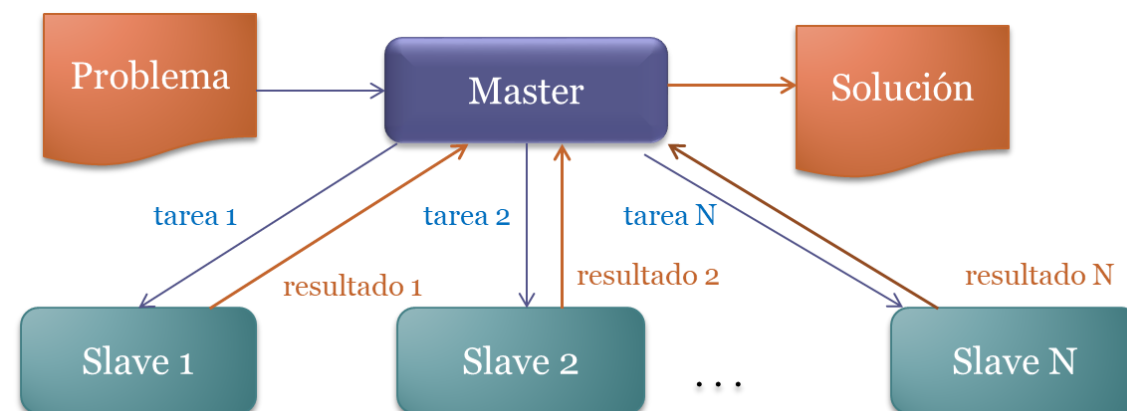 Problema
Master
Solución
tarea 1
tarea 2
tarea N
resultado 1
resultado 2
resultado N
Slave 1
Slave 2
. . .
Slave N